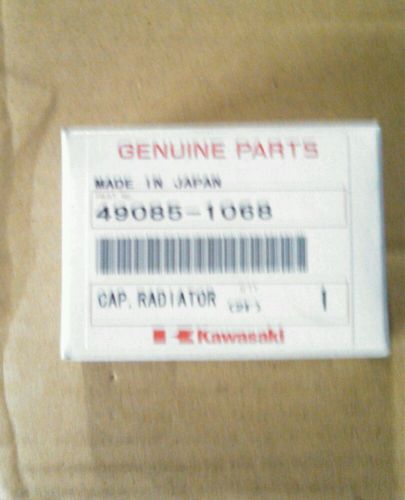 GENUINE PARTS
MADE IN JAPAN
49085-1068
CAP, RADIATOR 1
Kawasaki